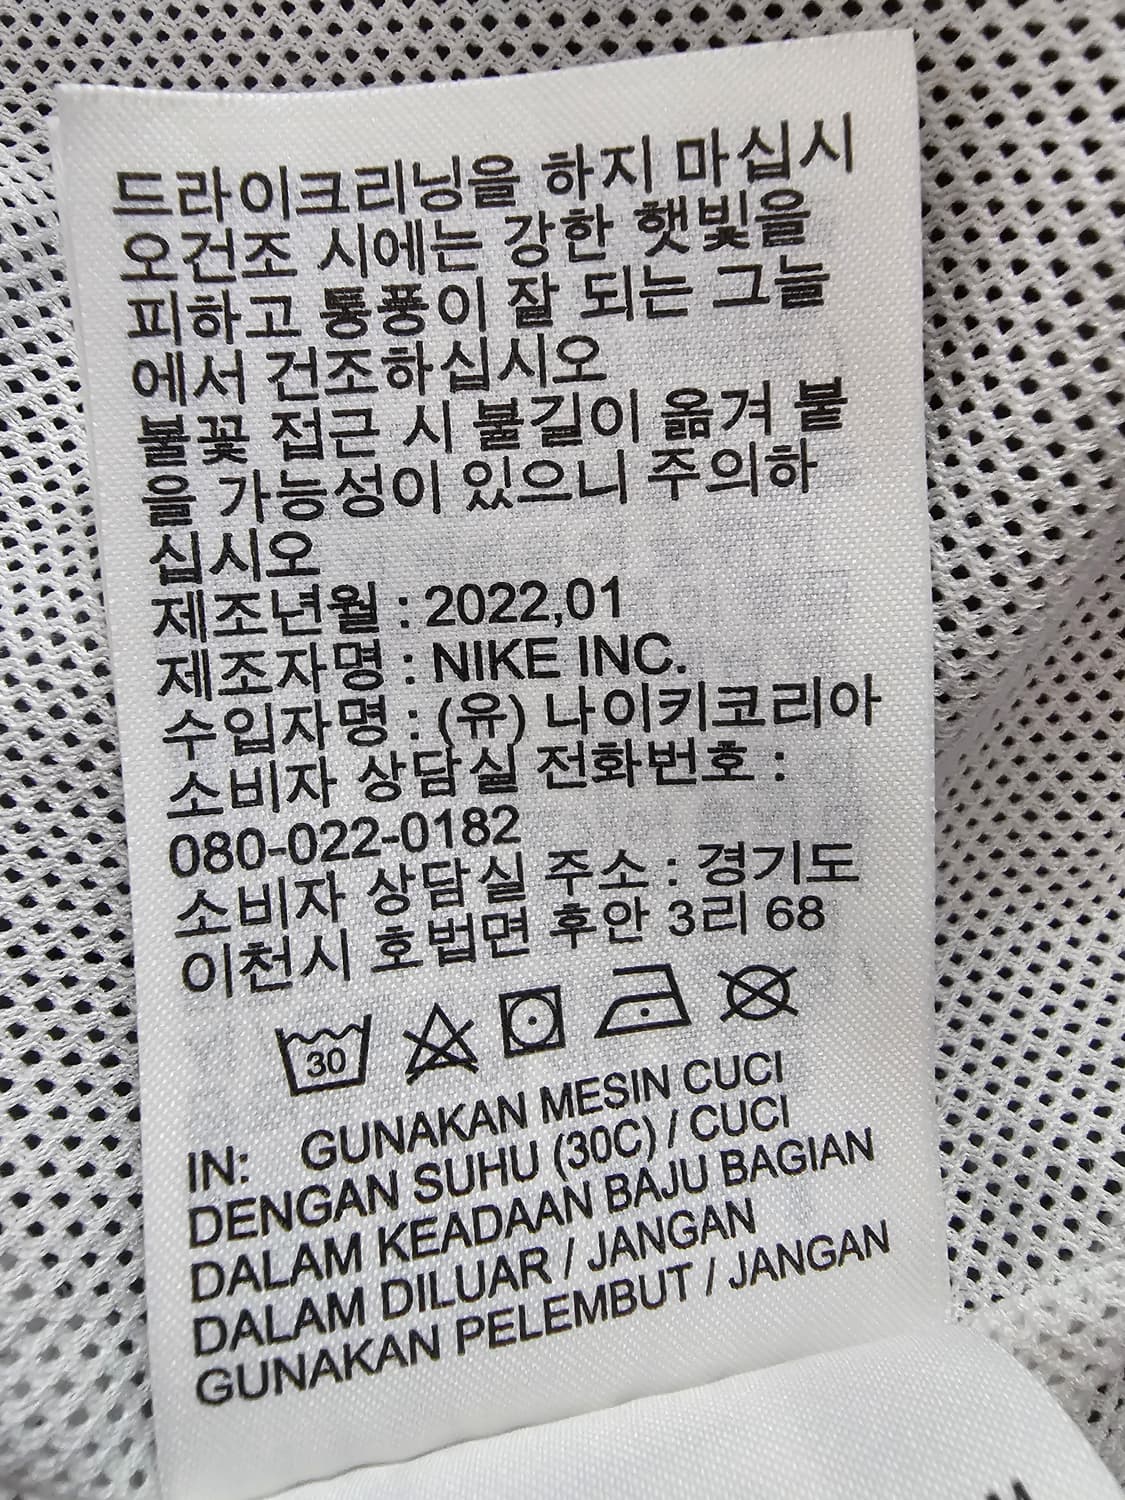 드라이크리닝을 하지 마십시
오건조 시에는 강한 햇빛을
피하고 통풍이 잘 되는 그늘
에서 건조하십시오
불꽃 접근 시 불길이 옮겨 붙
을 가능성이 있으니 주의하
십시오
제조년월 : 2022,01
제조자명 : NIKE INC.
수입자명 : (유) 나이키코리아
소비자 상담실 전화번호 :
080-022-0182
소비자 상담실 주소 : 경기도
이천시 호법면 후안 3리 68
30
IN: GUNAKAN MESIN CUCI
DENGAN SUHU (30C) / CUCI
DALAM KEADAAN BAJU BAGIAN
DALAM DILUAR / JANGAN
GUNAKAN PELEMBUT / JANGAN